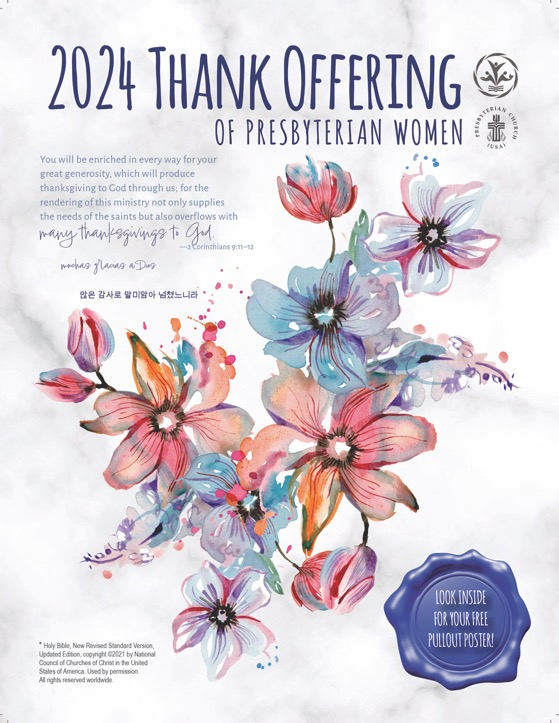 2024 Thank Offering
OF PRESBYTERIAN WOMEN
PRESBYTERIAN CHURCH
(USA)
You will be enriched in every way for your
great generosity, which will produce
thanksgiving to God through us; for the
rendering of this ministry not only supplies
the needs of the saints but also overflows with
many thanksgivings to God.
—2 Corinthians 9:11–12
mochas gracias a Dios
많은 감사로 말미암아 넘쳤느니라
LOOK INSIDE
FOR YOUR FREE
PULLOUT POSTER!
* Holy Bible, New Revised Standard Version,
Updated Edition, copyright ©2021 by National
Council of Churches of Christ in the United
States of America. Used by permission.
All rights reserved worldwide.